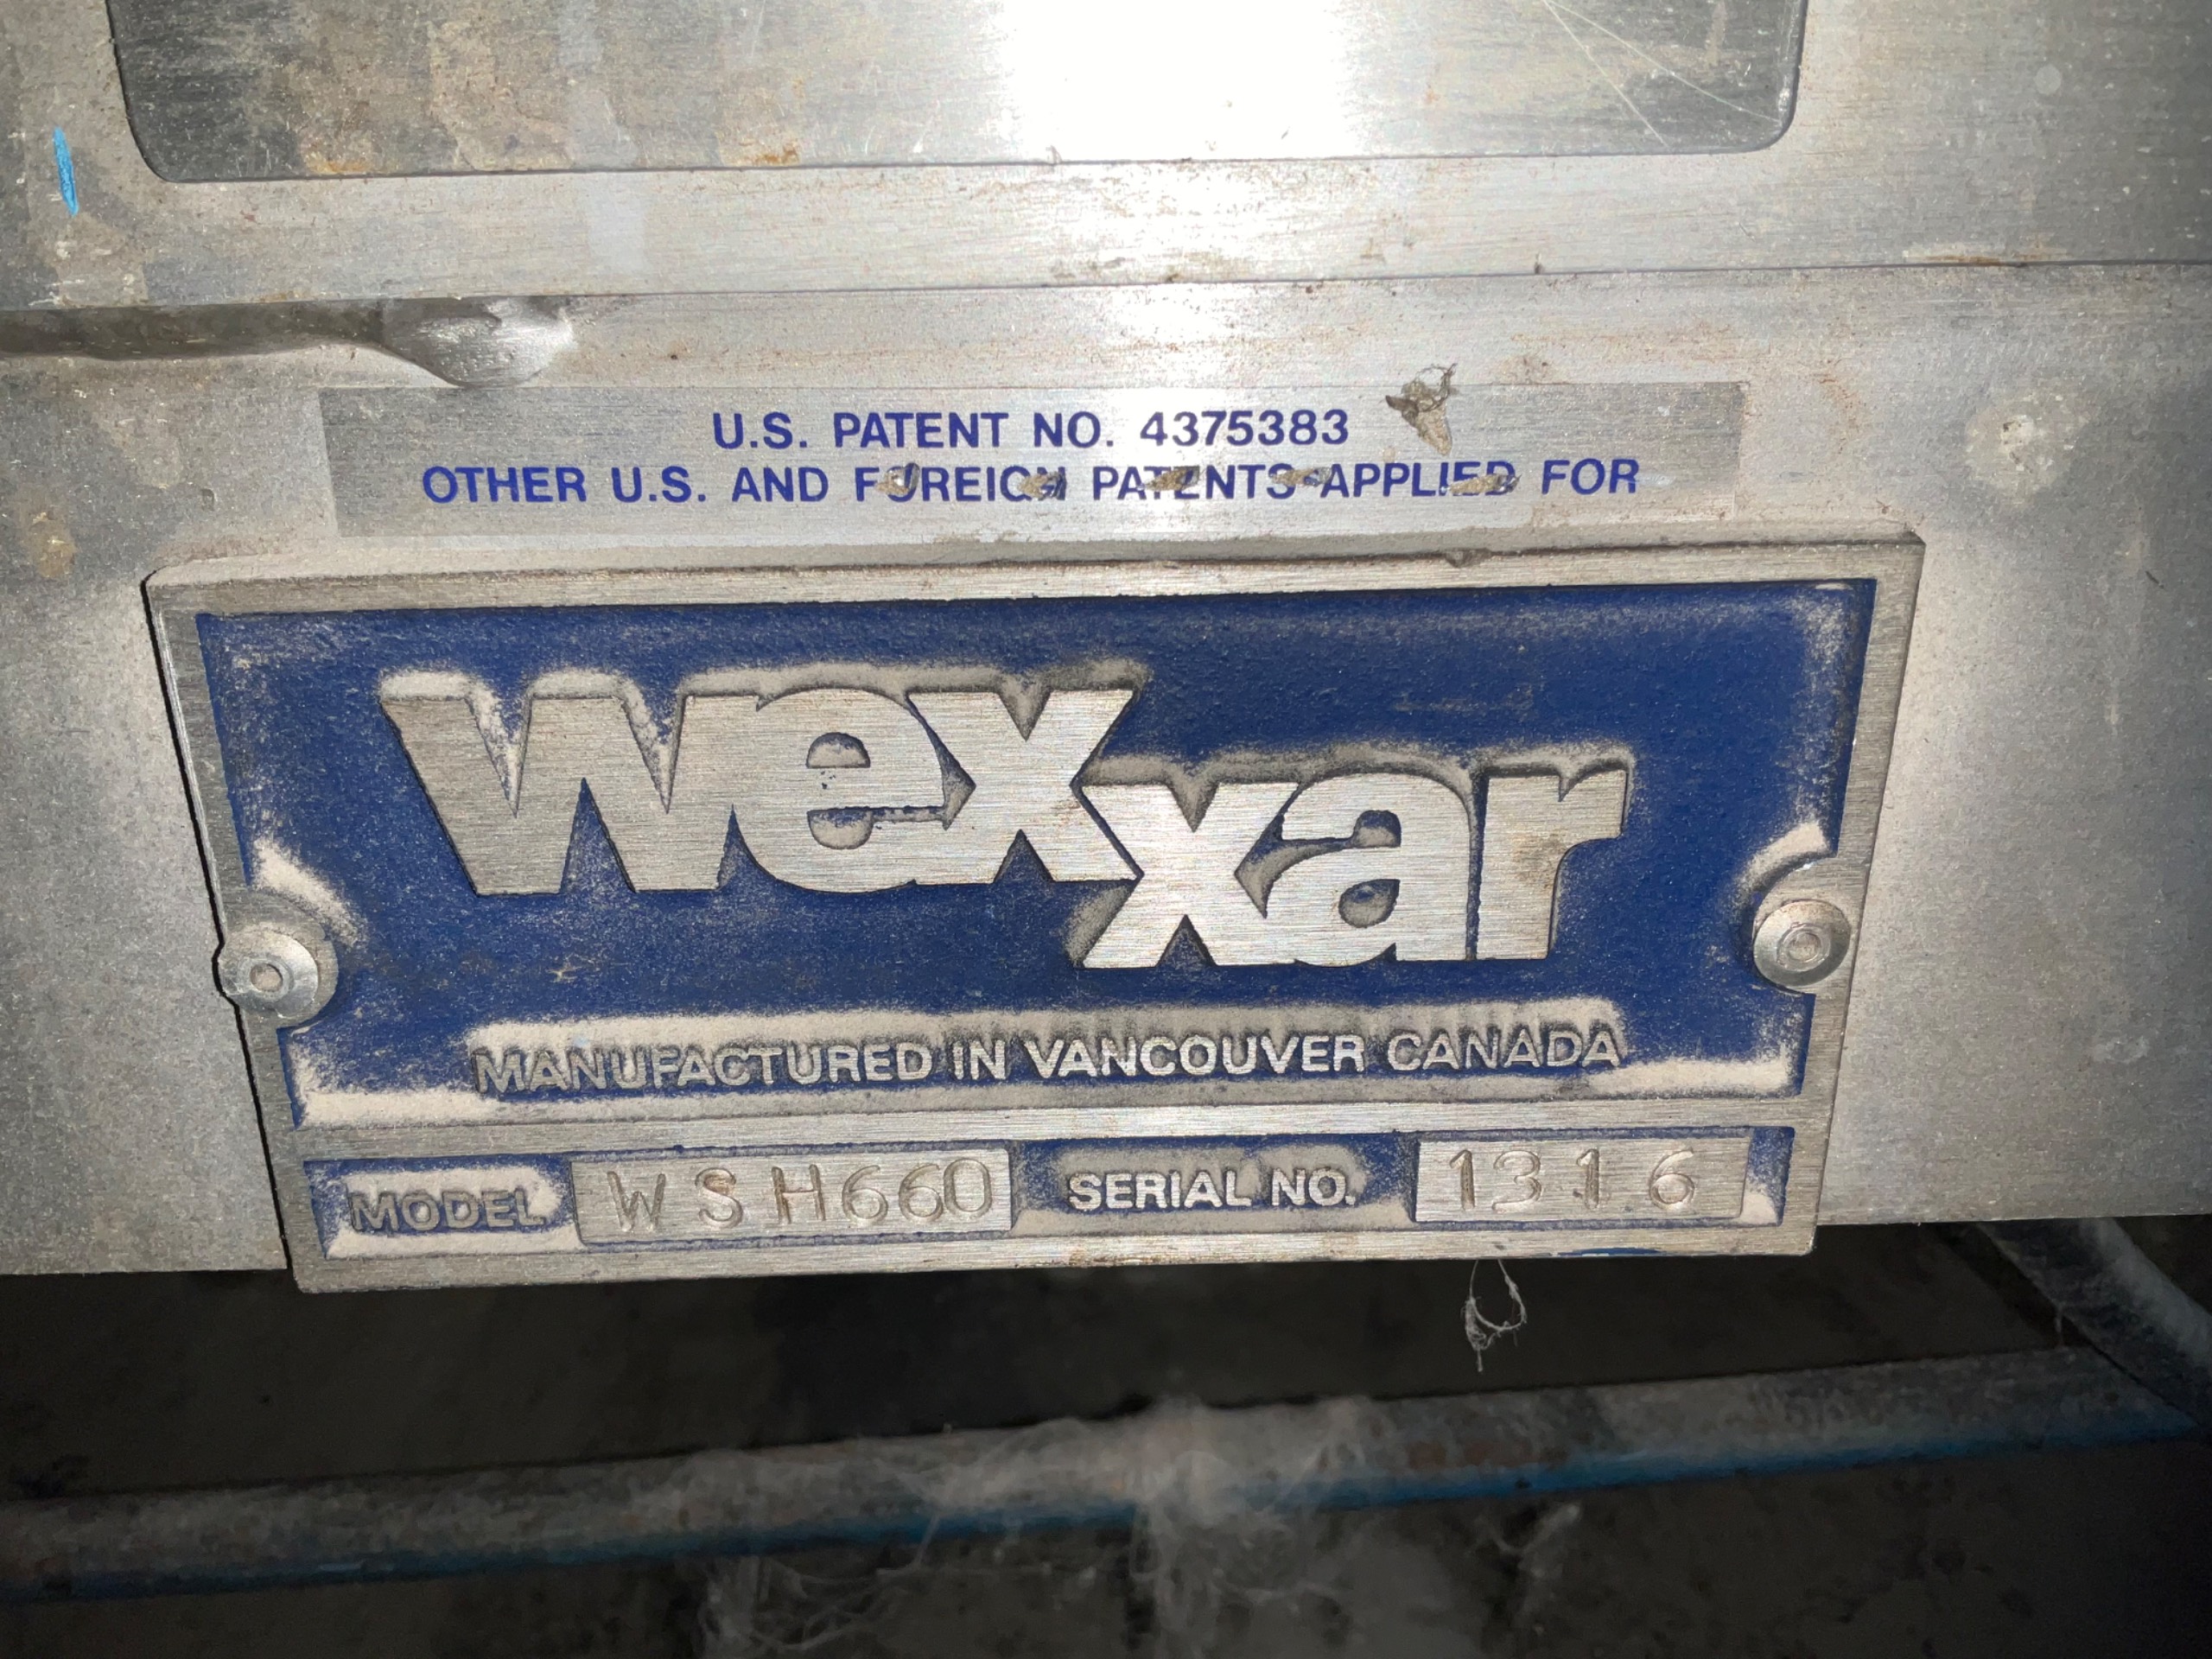 U.S. PATENT NO. 4375383
OTHER U.S. AND FOREIGN PATENTS APPLIED FOR
wexxar
MANUFACTURED IN VANCOUVER CANADA
MODEL WSH660 SERIAL NO. 1316